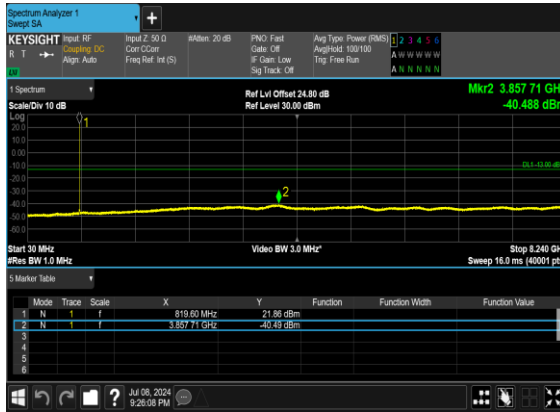 Spectrum Analyzer 1
Swept SA
+
KEYSIGHT Input: RF Input Z: 50 Ω #Atten: 20 dB PNO: Fast Avg Type: Power (RMS) 1 2 3 4 5 6
R T Coupling: DC Corr CCorr Gate: Off Avg|Hold: 100/100 A W W W W W
Align: Auto Freq Ref: Int (S) IF Gain: Low Trig: Free Run
Sig Track: Off A N N N N N
1 Spectrum
Ref Lvl Offset 24.80 dB Mkr2 3.857 71 GH
Scale/Div 10 dB Ref Level 30.00 dBm -40.488 dB
Log
1
20.0
10.0
0.00
-10.0
DL1 -13.00 dB
-20.0
-30.0
2
-40.0
-50.0
-60.0
Start 30 MHz Video BW 3.0 MHz* Stop 8.240 GH
#Res BW 1.0 MHz Sweep 16.0 ms (40001 pt
5 Marker Table
Mode Trace Scale X Y Function Function Width Function Value
1 N 1 f 819.60 MHz 21.86 dBm
2 N 1 f 3.857 71 GHz -40.49 dBm
3
4
5
6
? Jul 08, 2024
9:26:08 PM